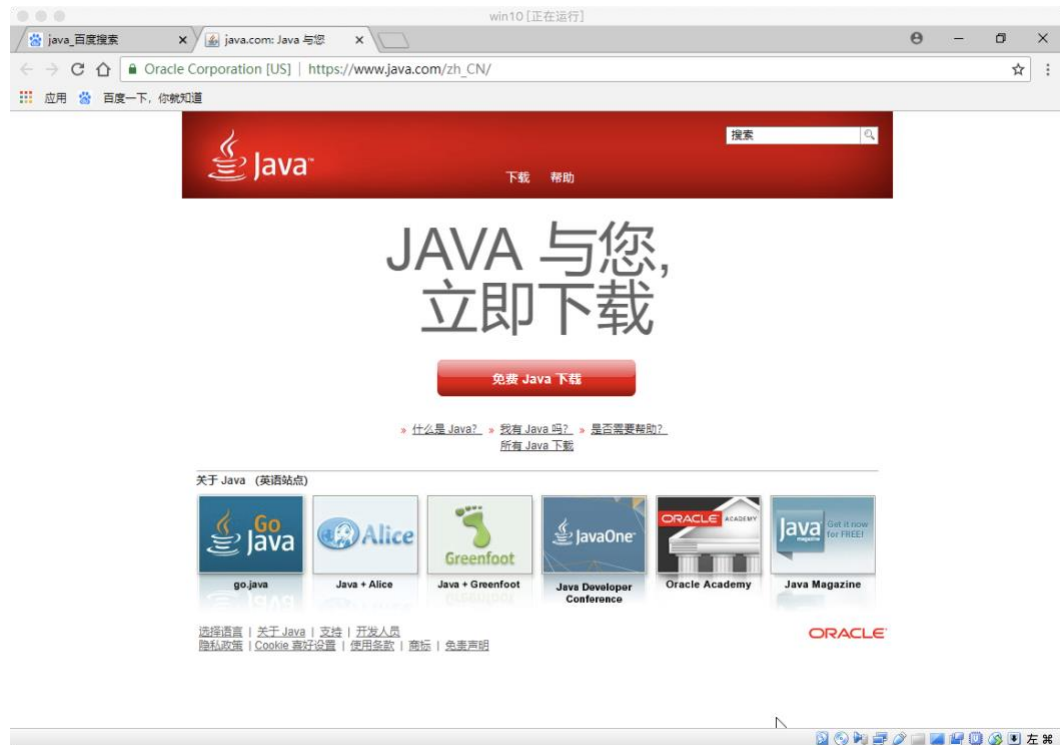 win10 [正在运行]
java_百度搜索
java.com: Java 与您
Oracle Corporation [US] | https://www.java.com/zh_CN/
应用 百度一下，你就知道
Java™
搜索
下载 帮助
JAVA 与您,
立即下载
免费 Java 下载
» 什么是 Java? » 我有 Java 吗? » 是否需要帮助?
所有 Java 下载
关于 Java (英语站点)
Go Java
Alice
Greenfoot
JavaOne
ORACLE ACADEMY
Java magazine Get it now for FREE!
go.java
Java + Alice
Java + Greenfoot
Java Developer Conference
Oracle Academy
Java Magazine
选择语言 | 关于 Java | 支持 | 开发人员
隐私政策 | Cookie 喜好设置 | 使用条款 | 商标 | 免责声明
ORACLE
左 ⌘